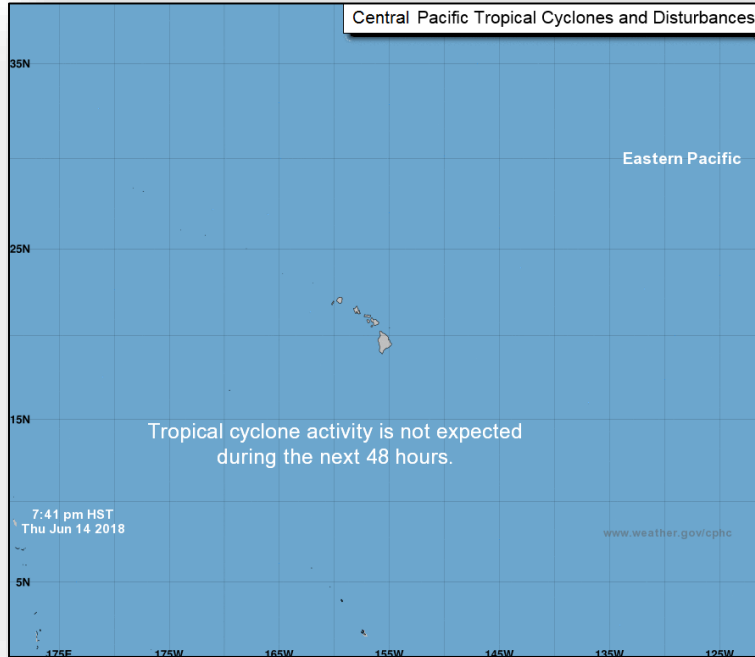 Central Pacific Tropical Cyclones and Disturbances
35N
Eastern Pacific
25N
15N
Tropical cyclone activity is not expected
during the next 48 hours.
7:41 pm HST
Thu Jun 14 2018
www.weather.gov/cphc
5N
175E 175W 165W 155W 145W 135W 125W